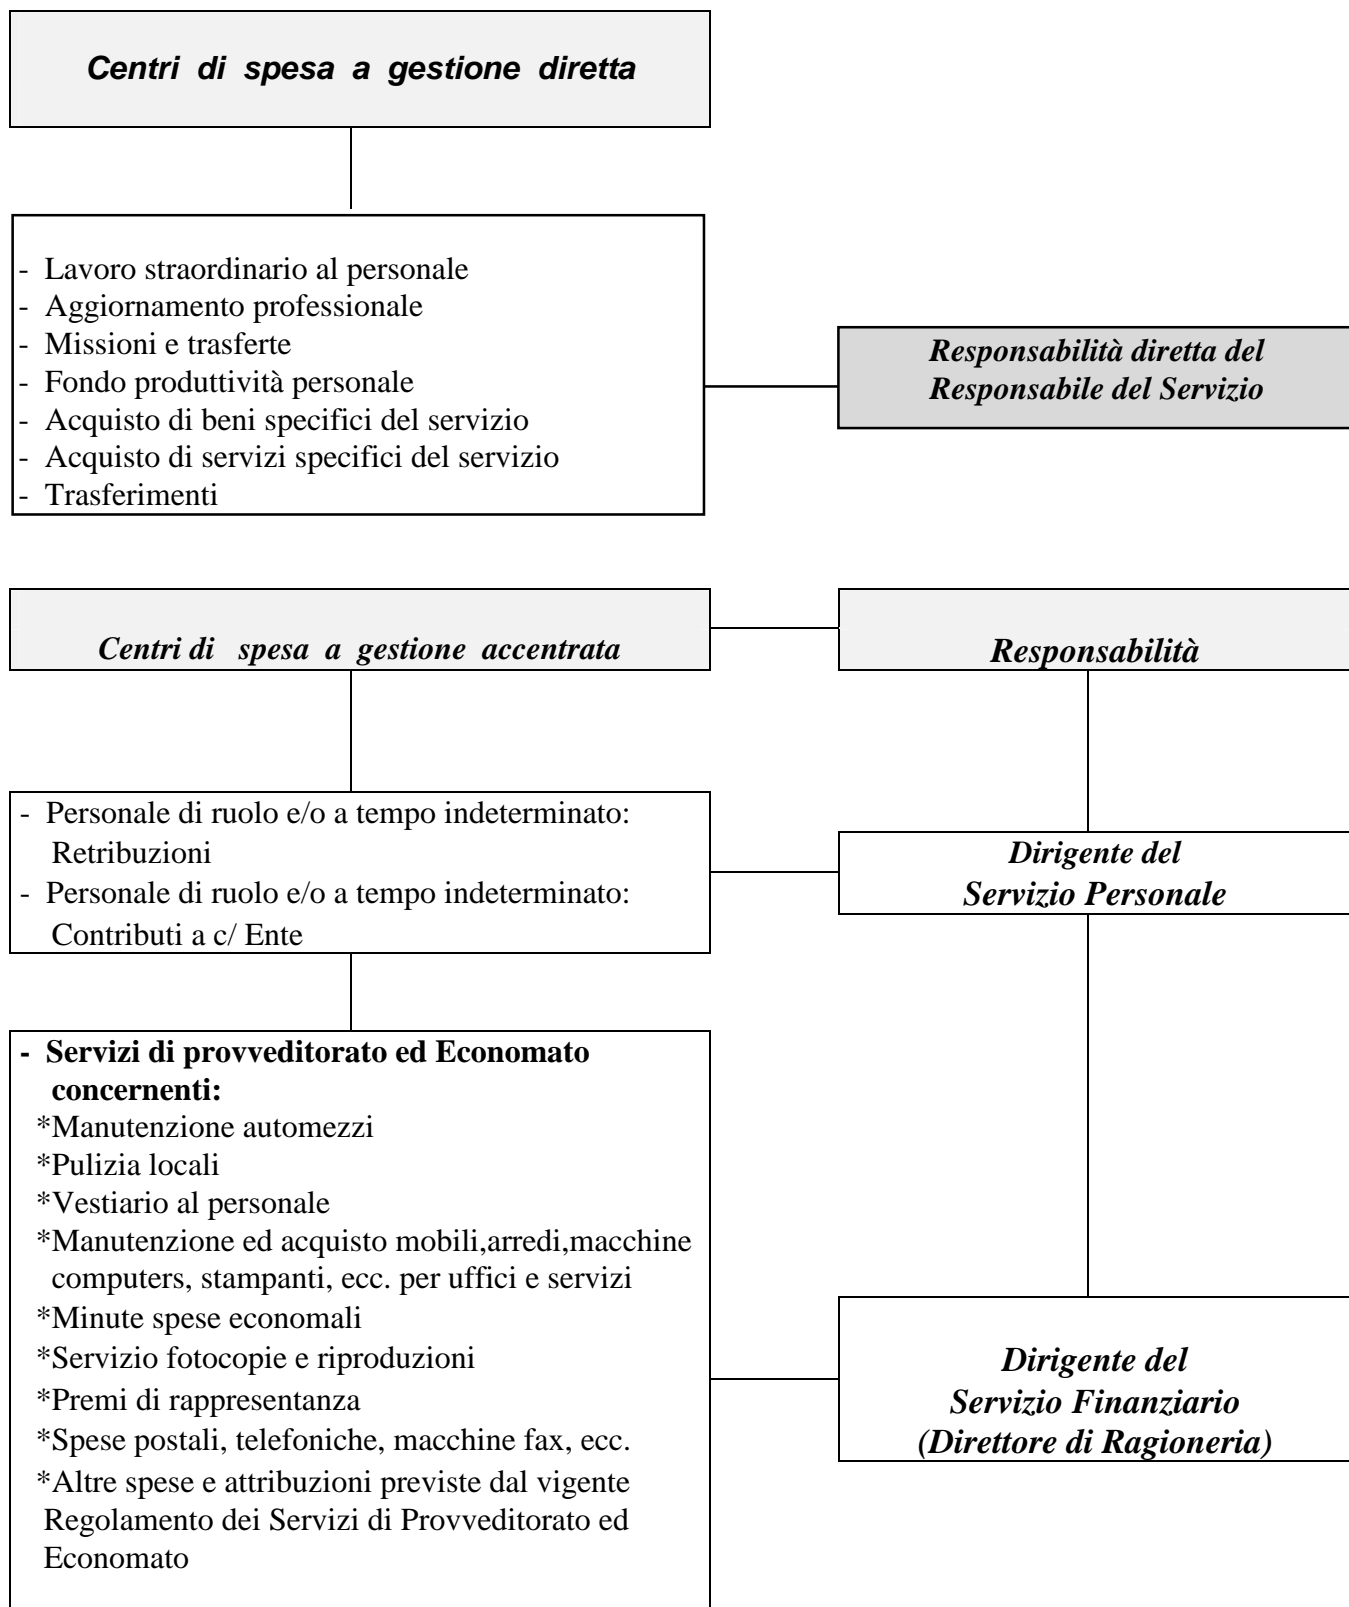 Centri di spesa a gestione diretta
- Lavoro straordinario al personale
- Aggiornamento professionale
- Missioni e trasferte
- Fondo produttività personale
- Acquisto di beni specifici del servizio
- Acquisto di servizi specifici del servizio
- Trasferimenti
Responsabilità diretta del
Responsabile del Servizio
Centri di spesa a gestione accentrata
Responsabilità
- Personale di ruolo e/o a tempo indeterminato:
Retribuzioni
- Personale di ruolo e/o a tempo indeterminato:
Contributi a c/ Ente
Dirigente del
Servizio Personale
- Servizi di provveditorato ed Economato
concernenti:
*Manutenzione automezzi
*Pulizia locali
*Vestiario al personale
*Manutenzione ed acquisto mobili,arredi,macchine
computers, stampanti, ecc. per uffici e servizi
*Minute spese economali
*Servizio fotocopie e riproduzioni
*Premi di rappresentanza
*Spese postali, telefoniche, macchine fax, ecc.
*Altre spese e attribuzioni previste dal vigente
Regolamento dei Servizi di Provveditorato ed
Economato
Dirigente del
Servizio Finanziario
(Direttore di Ragioneria)